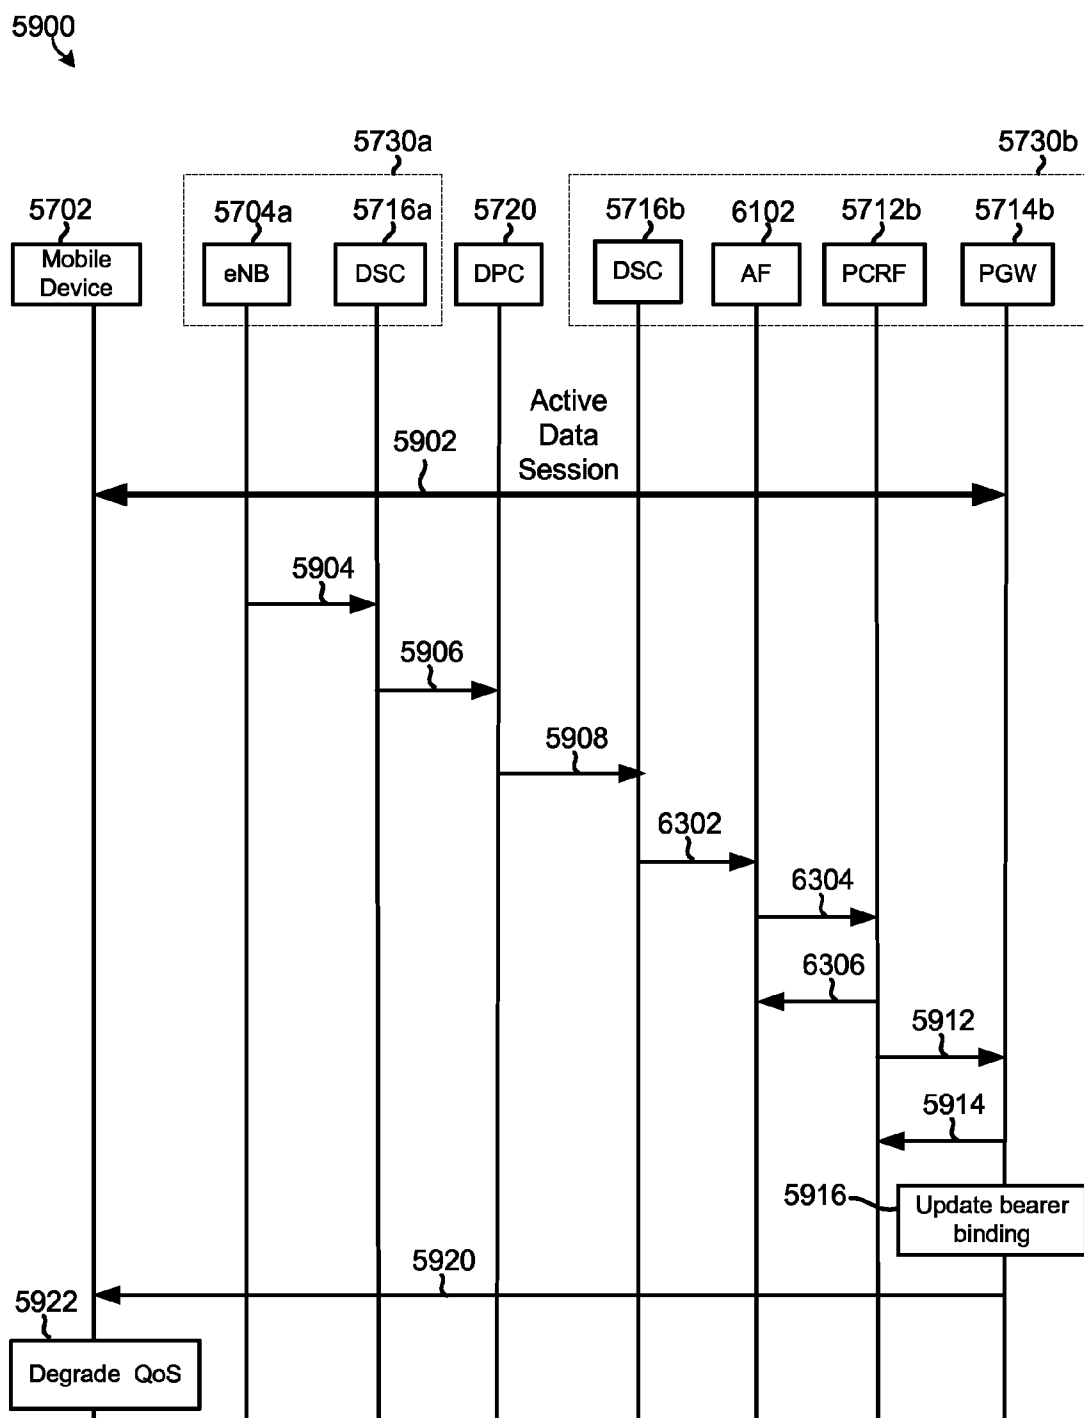 5900
5730a
5730b
5702
5704a
5716a
5720
5716b
6102
5712b
5714b
Mobile
Device
eNB
DSC
DPC
DSC
AF
PCRF
PGW
Active
Data
Session
5902
5904
5906
5908
6302
6304
6306
5912
5914
5916
Update bearer
binding
5920
5922
Degrade QoS